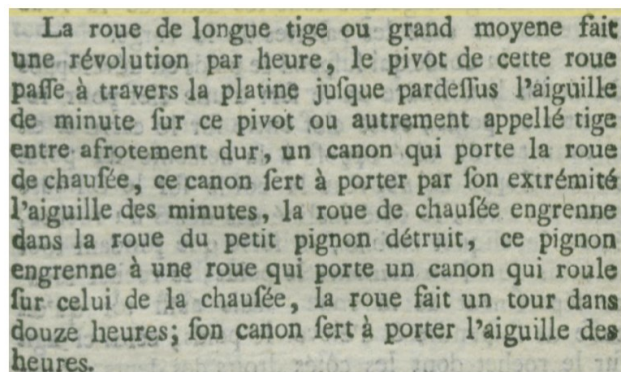 La roue de longue tige ou grand moyene fait
une révolution par heure, le pivot de cette roue
paſſe à travers la platine juſque pardeſſus l'aiguille
de minute ſur ce pivot ou autrement appellé tige
entre afrotement dur, un canon qui porte la roue
de chauſée, ce canon ſert à porter par ſon extrémité
l'aiguille des minutes, la roue de chauſée engrenne
dans la roue du petit pignon détruit, ce pignon
engrenne à une roue qui porte un canon qui roule
ſur celui de la chauſée, la roue fait un tour dans
douze heures; ſon canon ſert à porter l'aiguille des
heures.